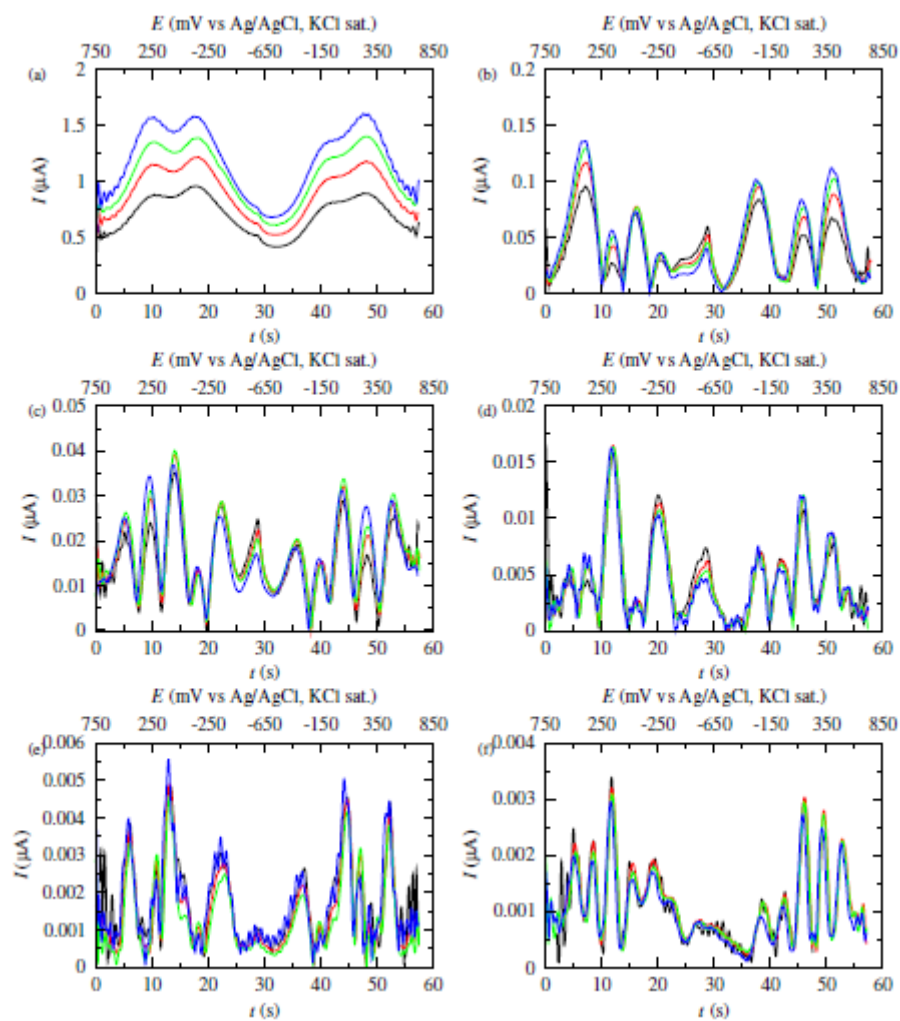 E (mV vs Ag/AgCl, KCl sat.)
750 250 -250 -650 -150 350 850
(a)
2
1.5
1
0.5
0
I (µA)
0 10 20 30 40 50 60
t (s)
E (mV vs Ag/AgCl, KCl sat.)
750 250 -250 -650 -150 350 850
(b)
0.2
0.15
0.1
0.05
0
I (µA)
0 10 20 30 40 50 60
t (s)
E (mV vs Ag/AgCl, KCl sat.)
750 250 -250 -650 -150 350 850
(c)
0.05
0.04
0.03
0.02
0.01
0
I (µA)
0 10 20 30 40 50 60
t (s)
E (mV vs Ag/AgCl, KCl sat.)
750 250 -250 -650 -150 350 850
(d)
0.02
0.015
0.01
0.005
0
I (µA)
0 10 20 30 40 50 60
t (s)
E (mV vs Ag/AgCl, KCl sat.)
750 250 -250 -650 -150 350 850
(e)
0.006
0.005
0.004
0.003
0.002
0.001
0
I (µA)
0 10 20 30 40 50 60
t (s)
E (mV vs Ag/AgCl, KCl sat.)
750 250 -250 -650 -150 350 850
(f)
0.004
0.003
0.002
0.001
0
I (µA)
0 10 20 30 40 50 60
t (s)